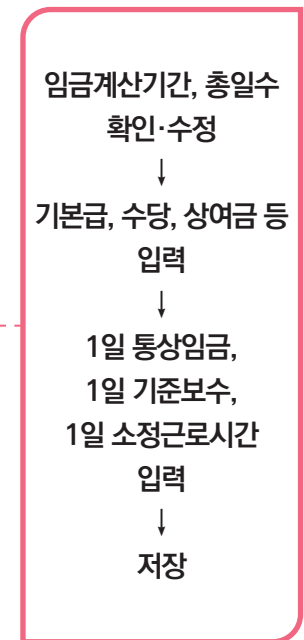 임금계산기간, 총일수
확인·수정
↓
기본급, 수당, 상여금 등
입력
↓
1일 통상임금,
1일 기준보수,
1일 소정근로시간
입력
↓
저장